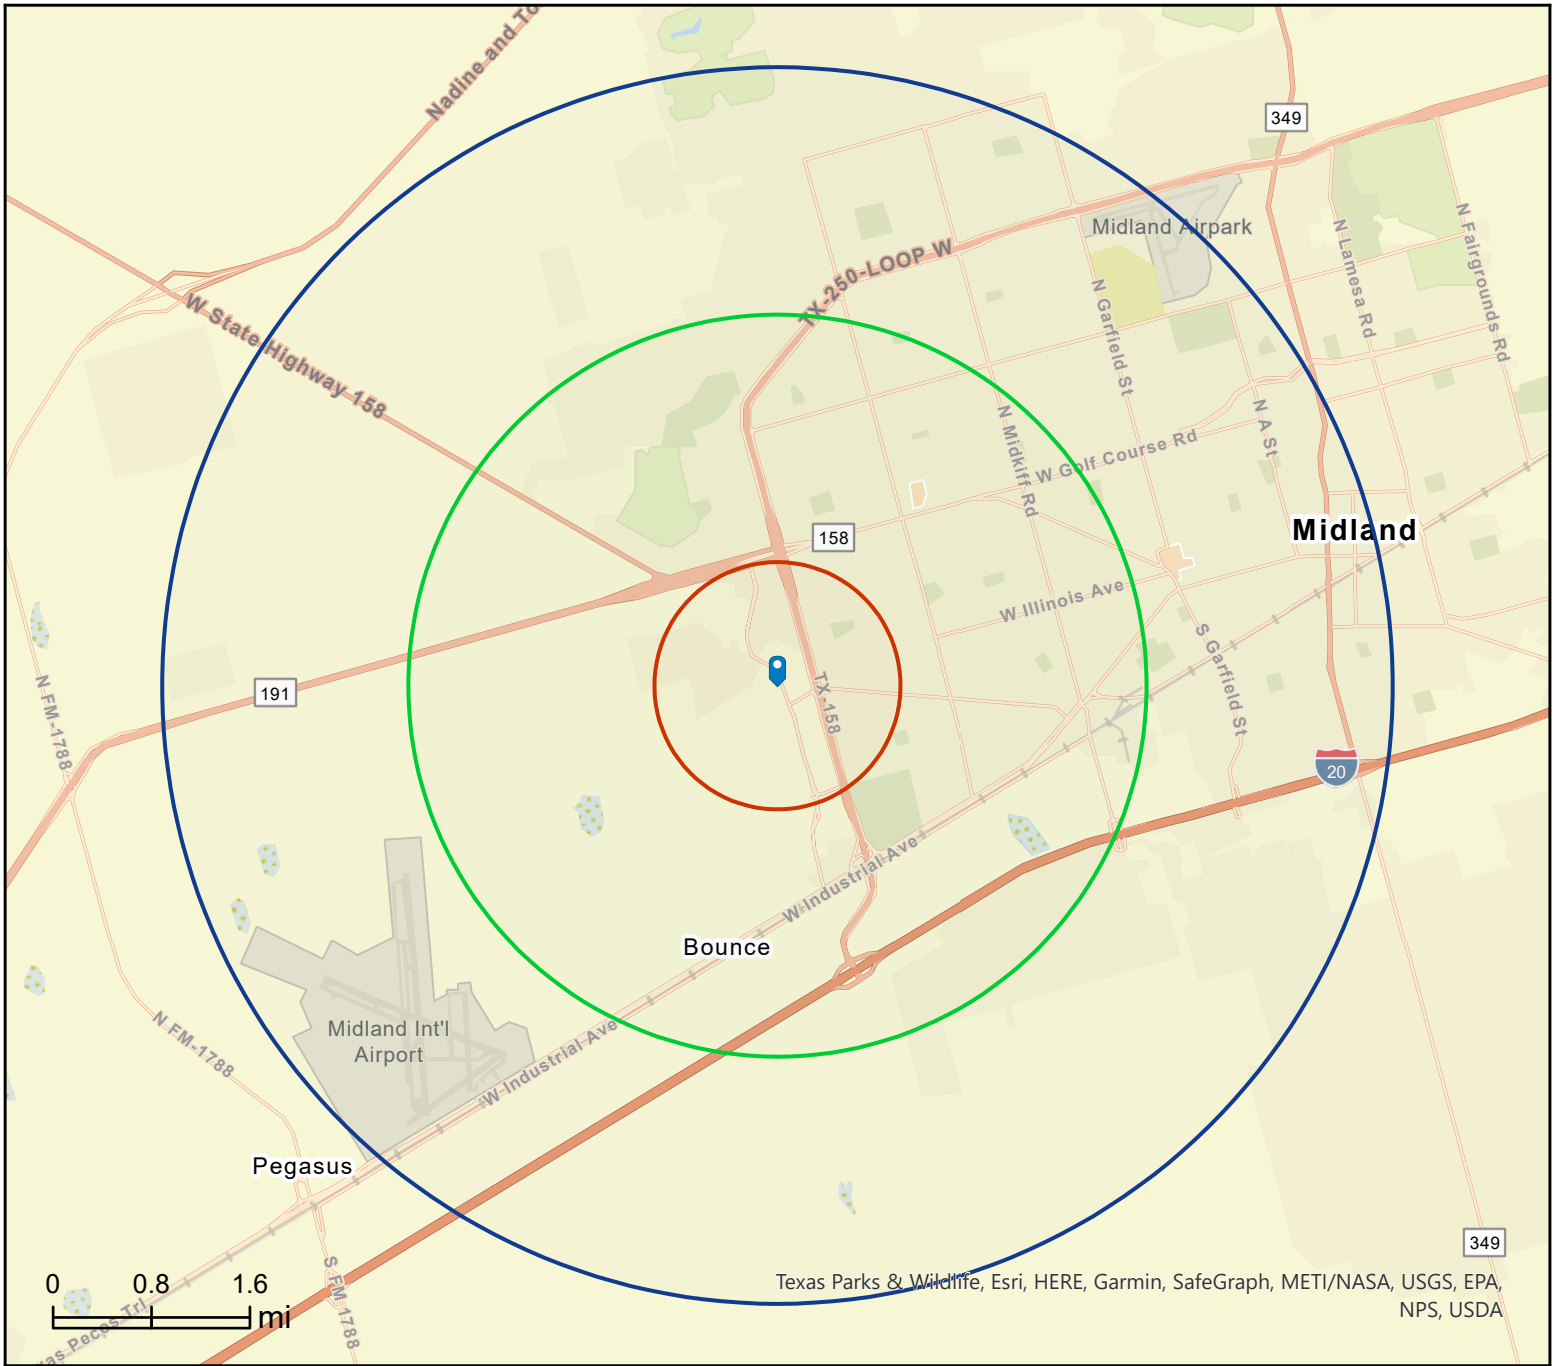 Nadine and To
349
Midland Airpark
N Lamesa Rd
N Fairgrounds Rd
TX-250-LOOP W
W State Highway 158
N Garfield St
N Midkiff Rd
W Golf Course Rd
N A St
158
Midland
W Illinois Ave
S Garfield St
191
N FM-1788
TX-158
20
W Industrial Ave
Bounce
Midland Int'l
Airport
N FM-1788
W Industrial Ave
Pegasus
349
S FM 1788
0 0.8 1.6
mi
xas Pecos Trl
Texas Parks & Wildlife, Esri, HERE, Garmin, SafeGraph, METI/NASA, USGS, EPA,
NPS, USDA